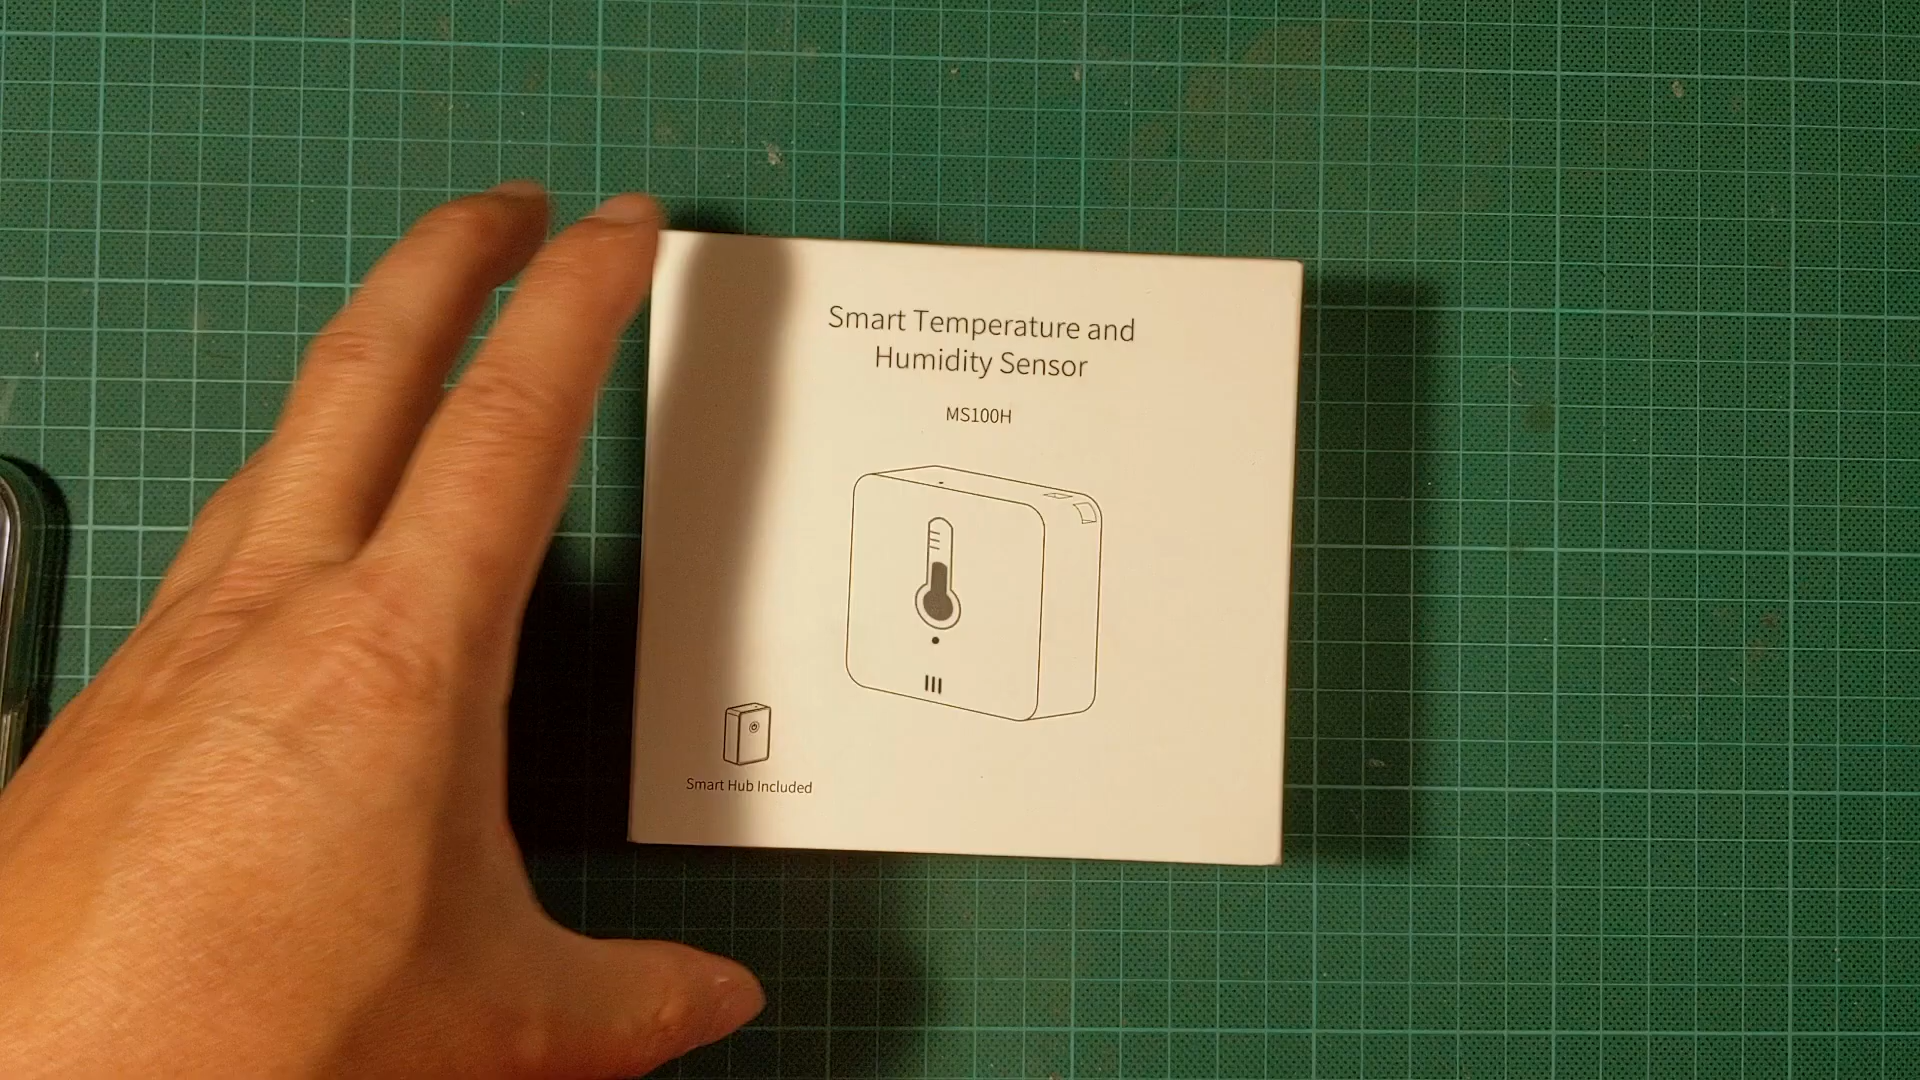 Smart Temperature and
Humidity Sensor
MS100H
Smart Hub Included